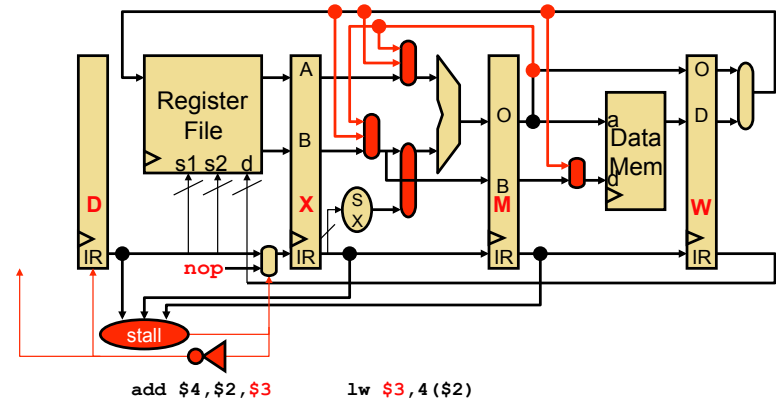 Register
File
s1 s2 d
A
B
O
a
Data
Mem
d
O
D
S
X
B
D
X
M
W
IR
IR
IR
IR
nop
stall
add $4,$2,$3
lw $3,4($2)